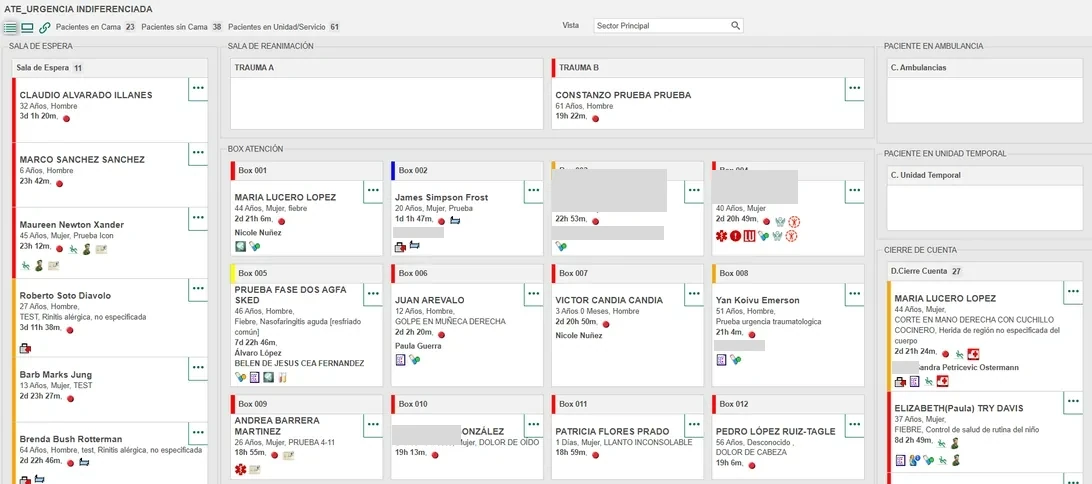 ATE_URGENCIA INDIFERENCIADA
Pacientes en Cama 23 Pacientes sin Cama 38 Pacientes en Unidad/Servicio 61
Vista Sector Principal
SALA DE ESPERA
Sala de Espera 11
CLAUDIO ALVARADO ILLANES
32 Años, Hombre
3d 1h 20m.
MARCO SANCHEZ SANCHEZ
6 Años, Hombre
23h 42m.
Maureen Newton Xander
45 Años, Mujer, Prueba Icon
23h 12m.
Roberto Soto Diavolo
27 Años, Hombre,
TEST, Rinitis alérgica, no especificada
3d 11h 38m.
Barb Marks Jung
13 Años, Mujer, TEST
2d 23h 27m.
Brenda Bush Rotterman
64 Años, Hombre, test, Rinitis alérgica, no especificada
2d 22h 46m.
SALA DE REANIMACIÓN
TRAUMA A
TRAUMA B
CONSTANZO PRUEBA PRUEBA
61 Años, Hombre
19h 22m.
BOX ATENCIÓN
Box 001
MARIA LUCERO LOPEZ
44 Años, Mujer, fiebre
2d 21h 6m.
Nicole Nuñez
Box 002
James Simpson Frost
20 Años, Mujer, Prueba
1d 1h 47m.
22h 53m.
40 Años, Mujer
2d 20h 49m.
Box 005
PRUEBA FASE DOS AGFA
SKED
46 Años, Hombre,
Fiebre, Nasofaringitis aguda [resfriado
común]
7d 22h 46m.
Álvaro López
BELEN DE JESUS CEA FERNANDEZ
Box 006
JUAN AREVALO
12 Años, Hombre,
GOLPE EN MUÑECA DERECHA
2d 2h 20m.
Paula Guerra
Box 007
VICTOR CANDIA CANDIA
3 Años 0 Meses, Hombre
2d 20h 50m.
Nicole Nuñez
Box 008
Yan Koivu Emerson
51 Años, Hombre,
Prueba urgencia traumatologica
21h 4m.
Box 009
ANDREA BARRERA
MARTINEZ
26 Años, Mujer, PRUEBA 4-11
18h 55m.
Box 010
ONZÁLEZ
ujer, DOLOR DE OIDO
19h 13m.
Box 011
PATRICIA FLORES PRADO
1 Días, Mujer, LLANTO INCONSOLABLE
18h 59m.
Box 012
PEDRO LÓPEZ RUIZ-TAGLE
56 Años, Desconocido ,
DOLOR DE CABEZA
19h 6m.
PACIENTE EN AMBULANCIA
C. Ambulancias
PACIENTE EN UNIDAD TEMPORAL
C. Unidad Temporal
CIERRE DE CUENTA
D.Cierre Cuenta 27
MARIA LUCERO LOPEZ
44 Años, Mujer,
CORTE EN MANO DERECHA CON CUCHILLO
COCINERO, Herida de región no especificada del
cuerpo
2d 21h 24m.
andra Petricevic Ostermann
ELIZABETH(Paula) TRY DAVIS
37 Años, Mujer,
FIEBRE, Control de salud de rutina del niño
8d 2h 49m.